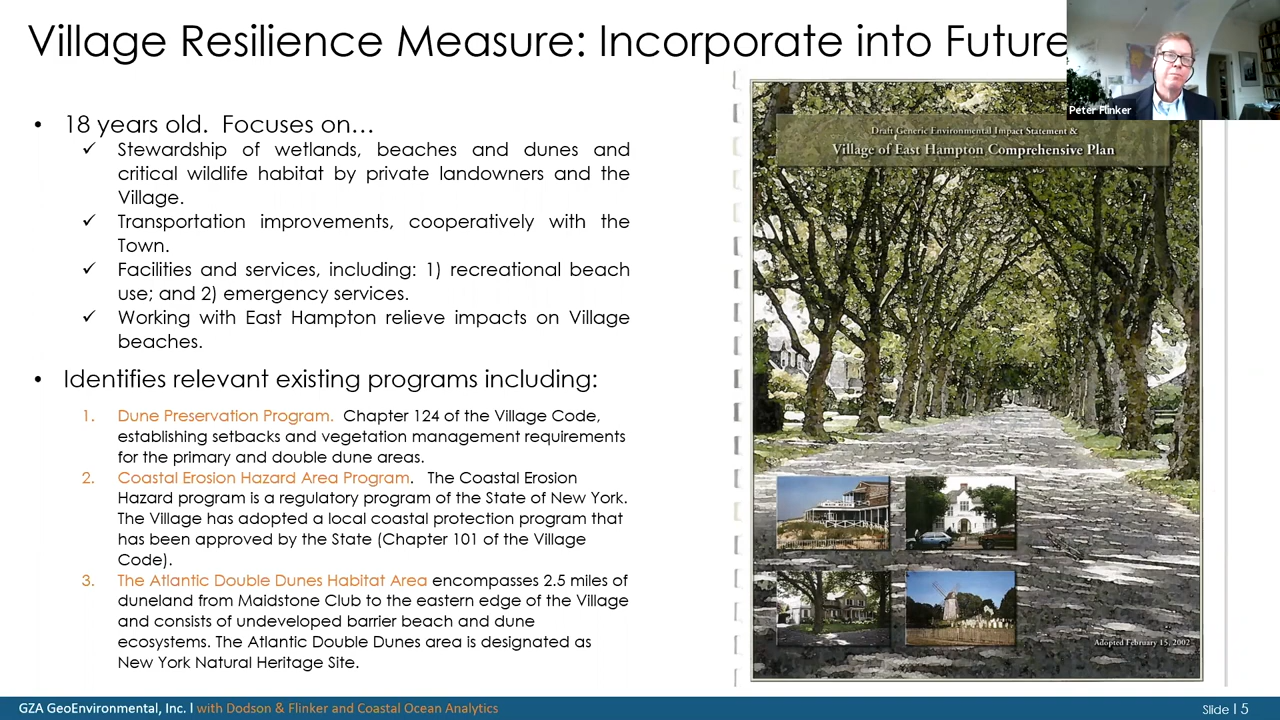 Village Resilience Measure: Incorporate into Future
Peter Flinker
• 18 years old. Focuses on…
✓ Stewardship of wetlands, beaches and dunes and
critical wildlife habitat by private landowners and the
Village.
✓ Transportation improvements, cooperatively with the
Town.
✓ Facilities and services, including: 1) recreational beach
use; and 2) emergency services.
✓ Working with East Hampton relieve impacts on Village
beaches.
• Identifies relevant existing programs including:
1. Dune Preservation Program. Chapter 124 of the Village Code,
establishing setbacks and vegetation management requirements
for the primary and double dune areas.
2. Coastal Erosion Hazard Area Program. The Coastal Erosion
Hazard program is a regulatory program of the State of New York.
The Village has adopted a local coastal protection program that
has been approved by the State (Chapter 101 of the Village
Code).
3. The Atlantic Double Dunes Habitat Area encompasses 2.5 miles of
duneland from Maidstone Club to the eastern edge of the Village
and consists of undeveloped barrier beach and dune
ecosystems. The Atlantic Double Dunes area is designated as
New York Natural Heritage Site.
Draft Generic Environmental Impact Statement &
Village of East Hampton Comprehensive Plan
Adopted February 15, 2002
GZA GeoEnvironmental, Inc. | with Dodson & Flinker and Coastal Ocean Analytics
Slide | 5